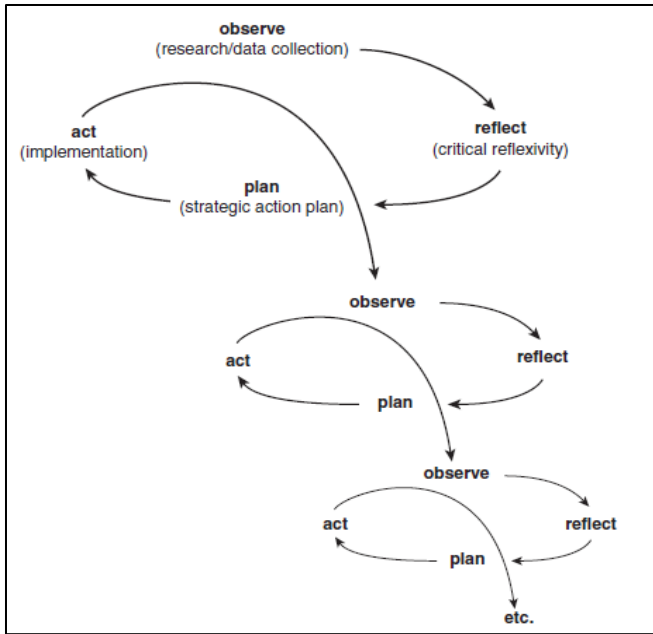 observe
(research/data collection)
reflect
(critical reflexivity)
act
(implementation)
plan
(strategic action plan)
observe
reflect
act
plan
observe
reflect
act
plan
etc.